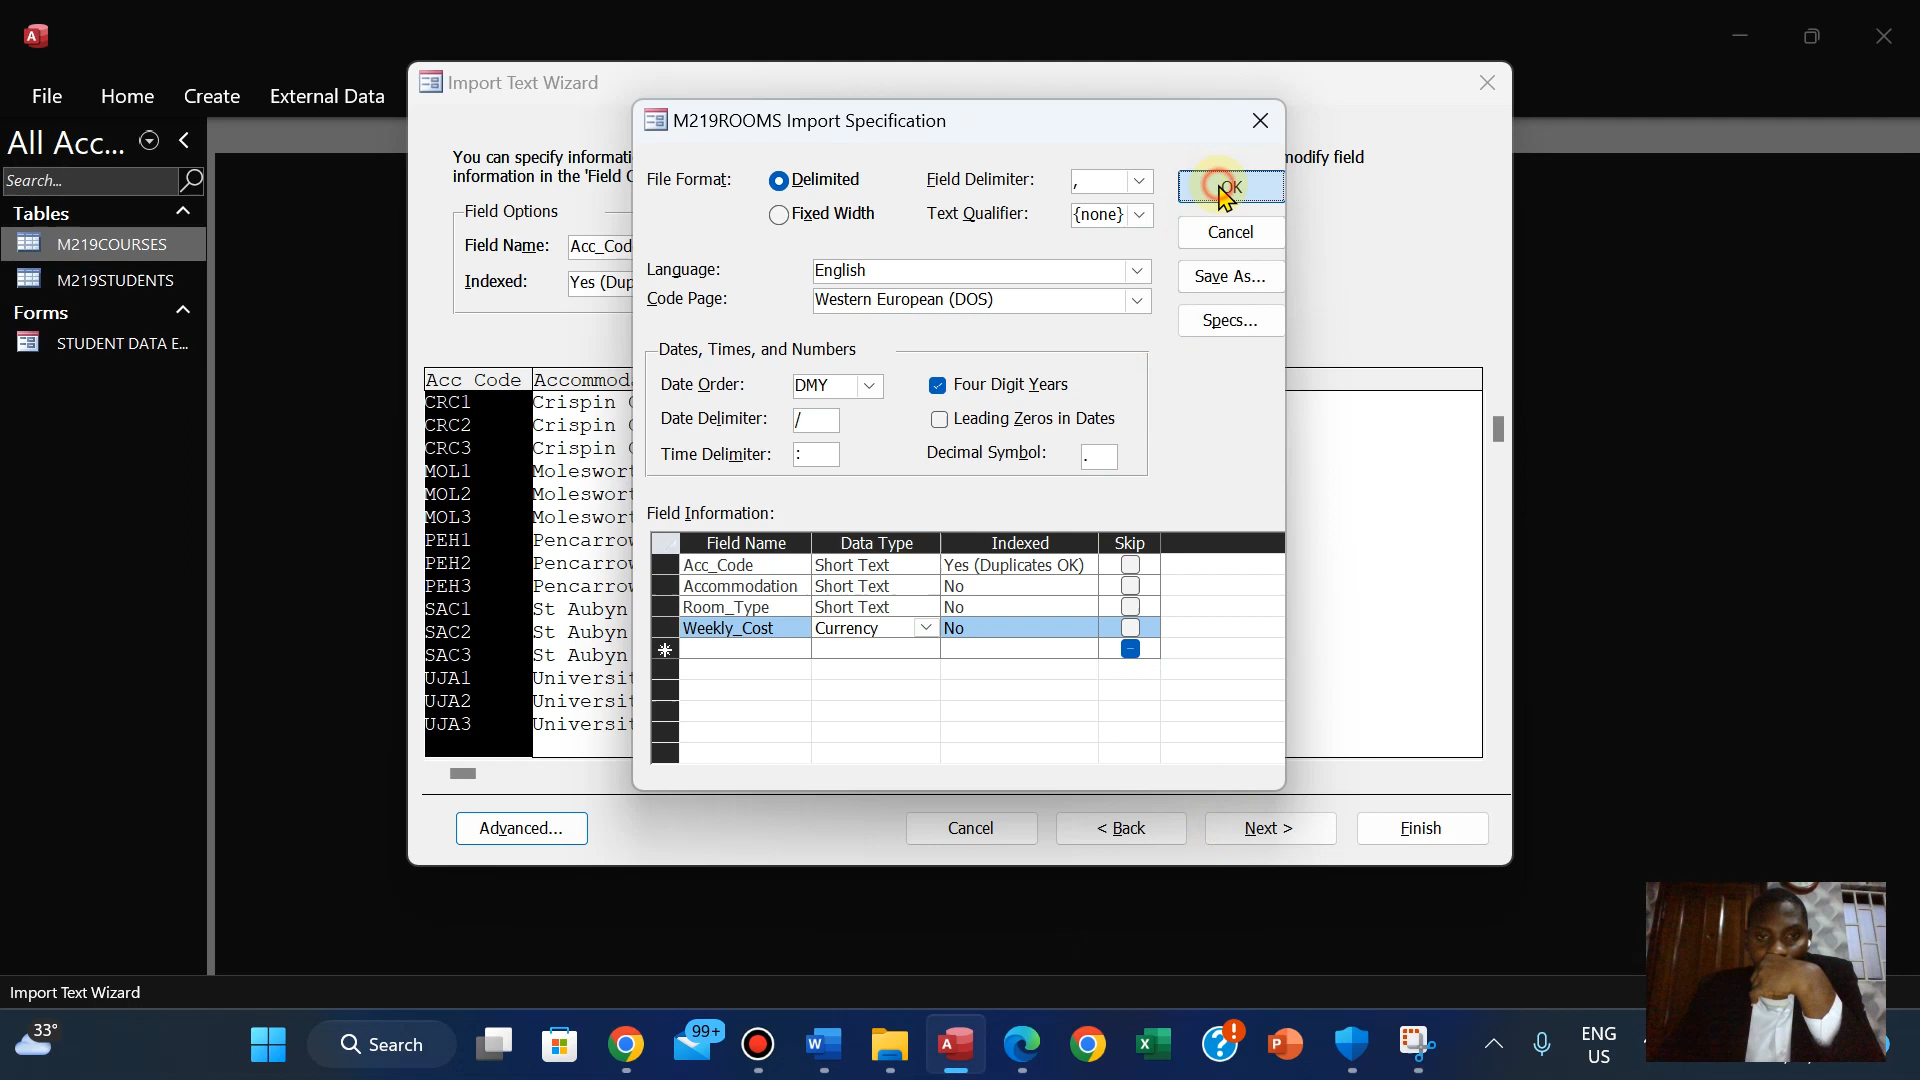 File Home Create External Data
All Acc...
Search...
Tables
M219COURSES
M219STUDENTS
Forms
STUDENT DATA E...
Import Text Wizard
You can specify informati
modify field
information in the 'Field
Field Options
Field Name: Acc_Cod
Indexed: Yes (Dup
Acc Code Accommod
CRC1 Crispin
CRC2 Crispin
CRC3 Crispin
MOL1 Moleswort
MOL2 Moleswort
MOL3 Moleswort
PEH1 Pencarrow
PEH2 Pencarrow
PEH3 Pencarrow
SAC1 St Aubyn
SAC2 St Aubyn
SAC3 St Aubyn
UJA1 Universit
UJA2 Universit
UJA3 Universit
M219ROOMS Import Specification
File Format: Delimited Field Delimiter: , OK
Fixed Width Text Qualifier: {none}
Cancel
Language: English Save As...
Code Page: Western European (DOS)
Specs...
Dates, Times, and Numbers
Date Order: DMY Four Digit Years
Date Delimiter: / Leading Zeros in Dates
Time Delimiter: : Decimal Symbol: .
Field Information:
Field Name Data Type Indexed Skip
Acc_Code Short Text Yes (Duplicates OK)
Accommodation Short Text No
Room_Type Short Text No
Weekly_Cost Currency No
Advanced... Cancel < Back Next > Finish
Import Text Wizard
33°
Search
99+
ENG
US